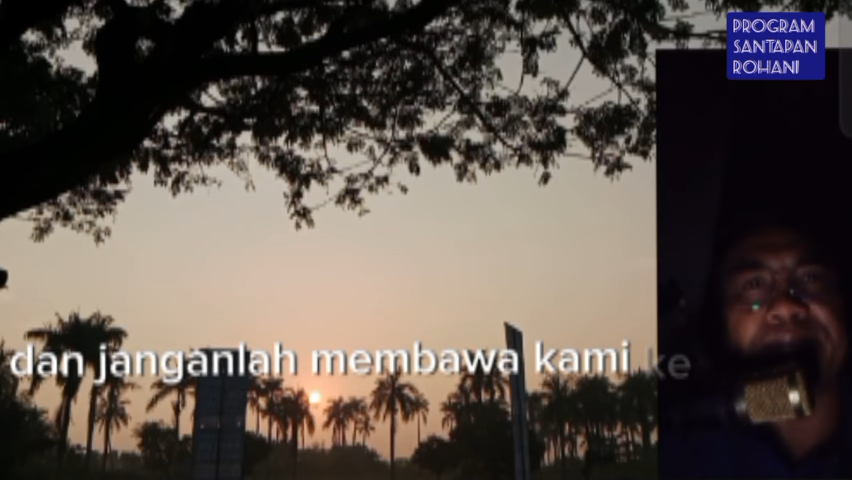 PROGRAM
SANTAPAN
ROHANI
dan janganlah membawa kami ke